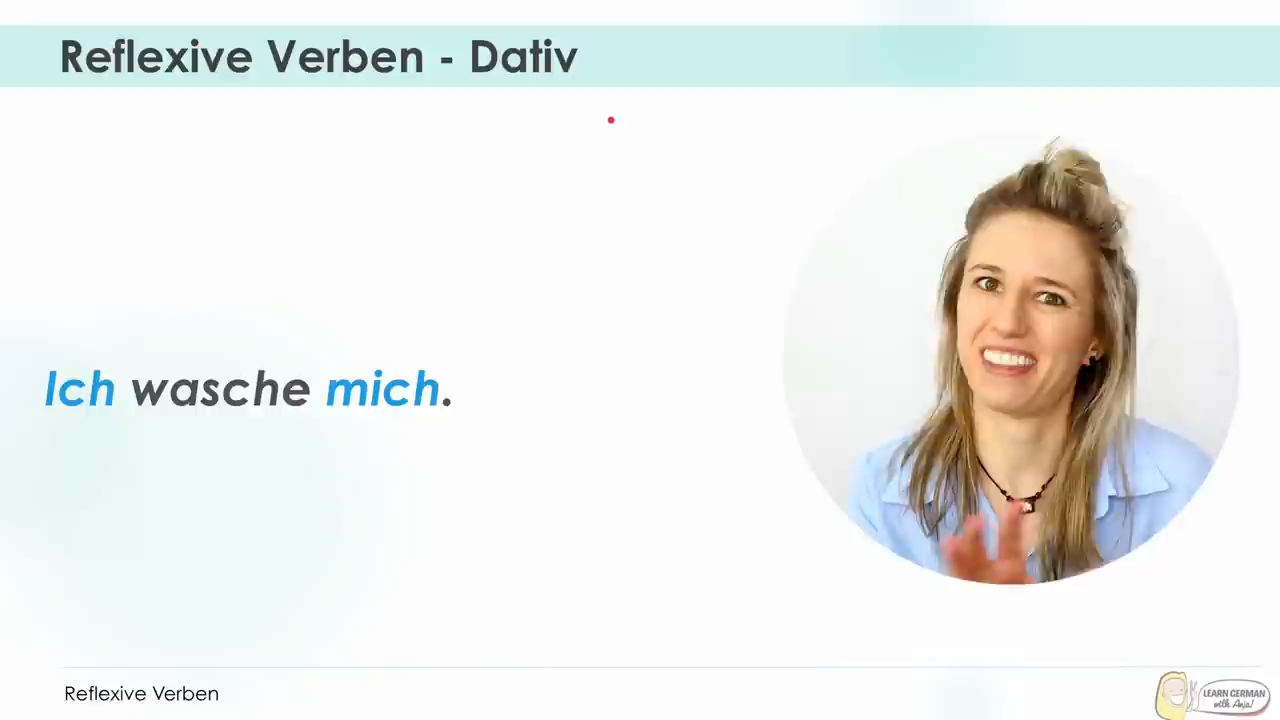 Reflexive Verben - Dativ
Ich wasche mich.
Reflexive Verben
LEARN GERMAN
with Anja!